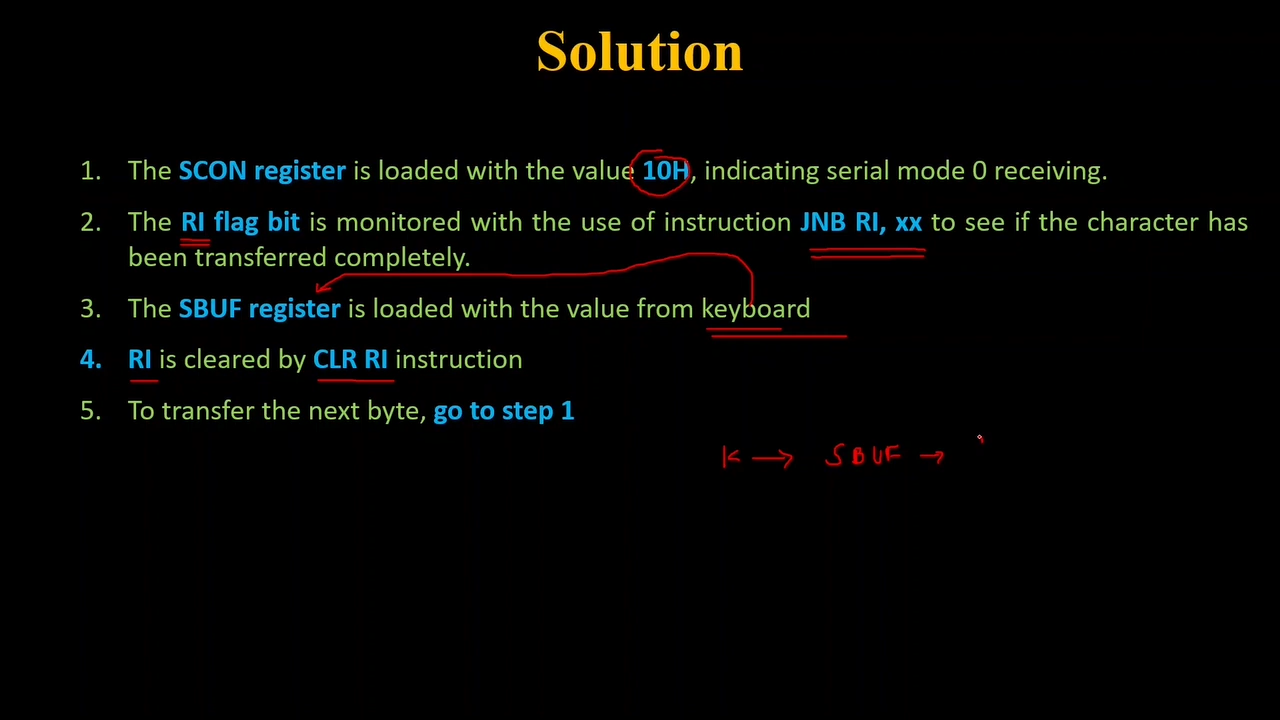 Solution
1. The SCON register is loaded with the value 10H, indicating serial mode 0 receiving.
2. The RI flag bit is monitored with the use of instruction JNB RI, xx to see if the character has
been transferred completely.
3. The SBUF register is loaded with the value from keyboard
4. RI is cleared by CLR RI instruction
5. To transfer the next byte, go to step 1
K → SBUF →